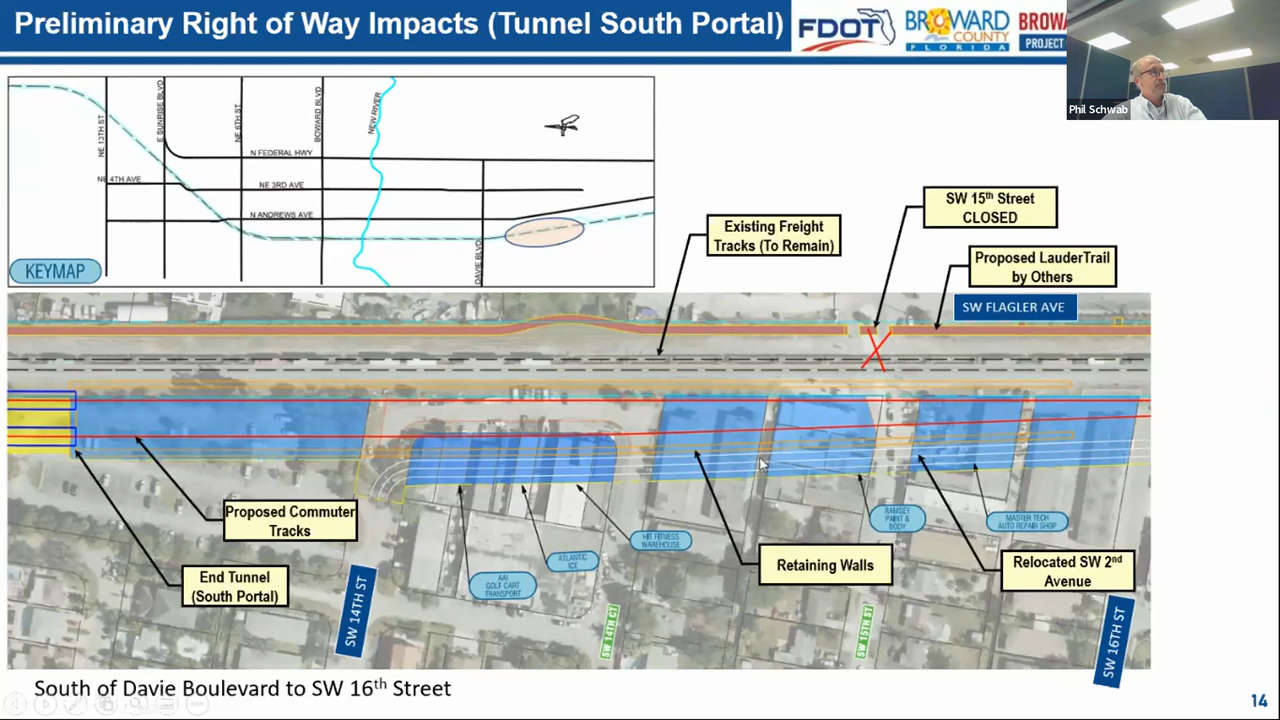 Preliminary Right of Way Impacts (Tunnel South Portal)
FDOT
BROWARD
COUNTY
FLORIDA
BROWA
PROJECT
Phil Schwab
NE 13TH ST
E SUNRISE BLVD
NE 6TH ST
BOWARD BLVD
NEW RIVER
N FEDERAL HWY
NE 4TH AVE
NE 3RD AVE
N ANDREWS AVE
DAVIE BLVD
KEYMAP
Existing Freight
Tracks (To Remain)
SW 15th Street
CLOSED
Proposed LauderTrail
by Others
SW FLAGLER AVE
Proposed Commuter
Tracks
End Tunnel
(South Portal)
SW 14TH ST
AAI
GOLF CART
TRANSPORT
ATLANTIC
ICE
HIT FITNESS
WAREHOUSE
SW 14TH CT
Retaining Walls
RAMSEY
PAINT &
BODY
SW 15TH ST
MASTER TECH
AUTO REPAIR SHOP
Relocated SW 2nd
Avenue
SW 16TH ST
South of Davie Boulevard to SW 16th Street
14